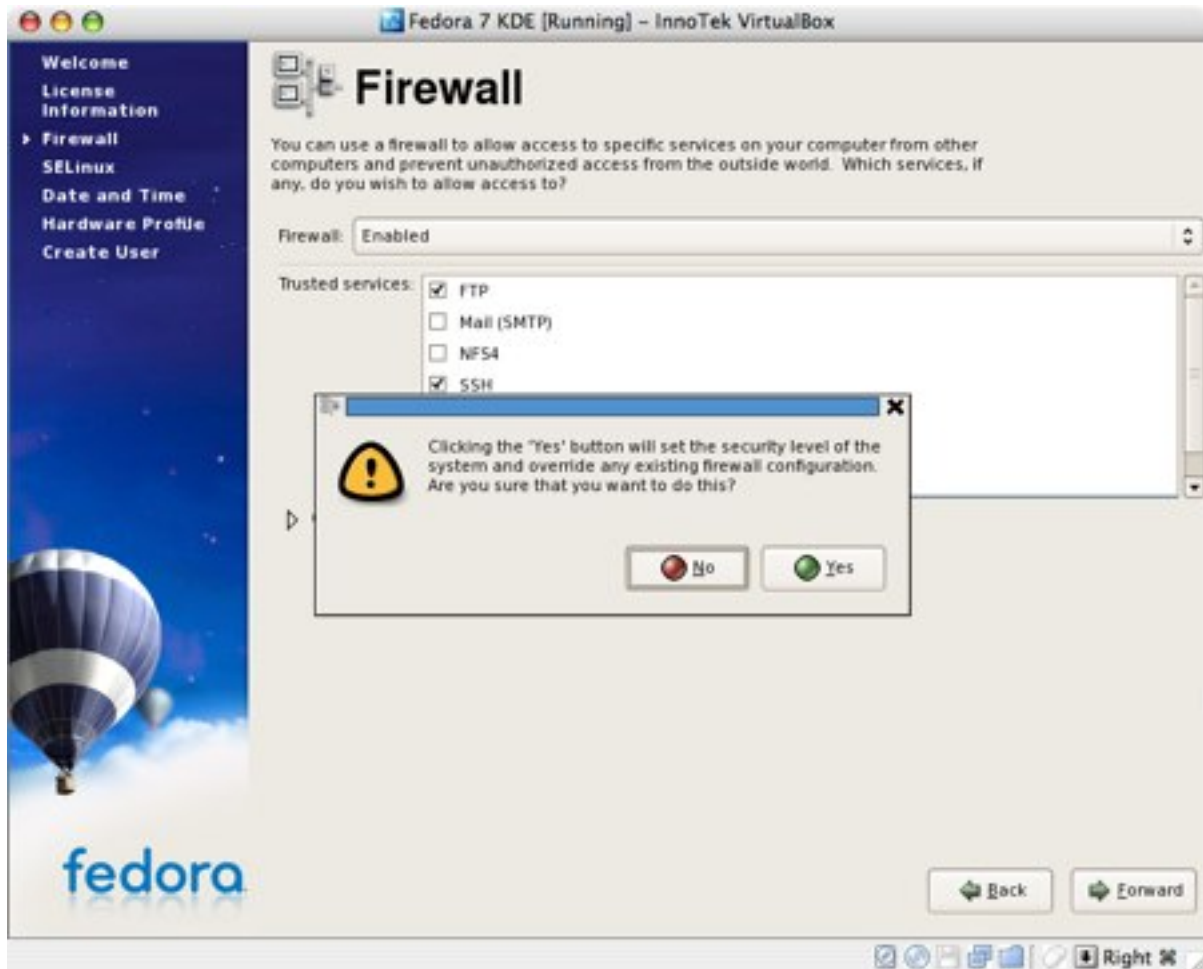 Fedora 7 KDE [Running] – InnoTek VirtualBox
Welcome
License
Information
Firewall
SELinux
Date and Time
Hardware Profile
Create User
fedora
Firewall
You can use a firewall to allow access to specific services on your computer from other
computers and prevent unauthorized access from the outside world. Which services, if
any, do you wish to allow access to?
Firewall: Enabled
Trusted services:
FTP
Mail (SMTP)
NFS4
SSH
Clicking the 'Yes' button will set the security level of the
system and override any existing firewall configuration.
Are you sure that you want to do this?
No
Yes
Back
Forward
Right ⌘